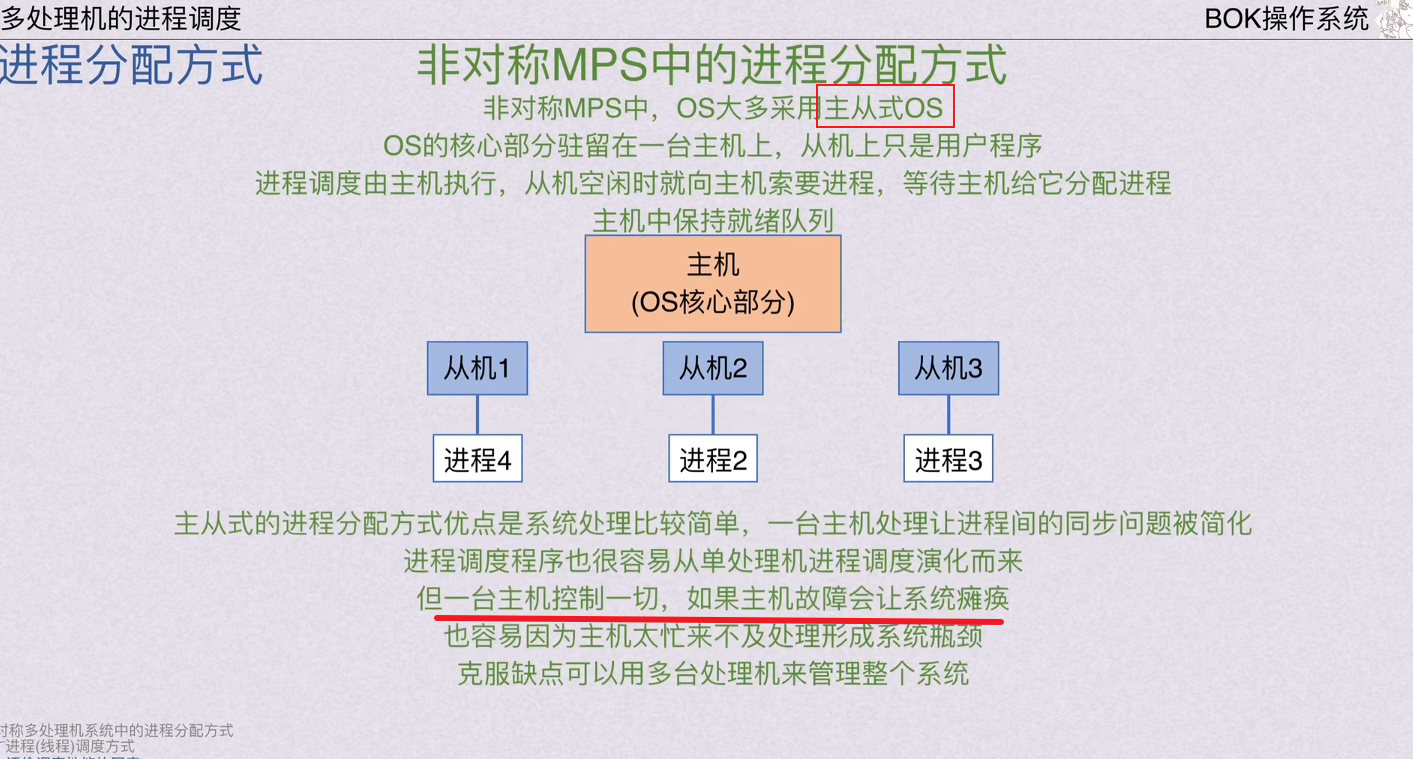 多处理机的进程调度
BOK操作系统
进程分配方式
非对称MPS中的进程分配方式
非对称MPS中，OS大多采用主从式OS
OS的核心部分驻留在一台主机上，从机上只是用户程序
进程调度由主机执行，从机空闲时就向主机索要进程，等待主机给它分配进程
主机中保持就绪队列
主机
(OS核心部分)
从机1
从机2
从机3
进程4
进程2
进程3
主从式的进程分配方式优点是系统处理比较简单，一台主机处理让进程间的同步问题被简化
进程调度程序也很容易从单处理机进程调度演化而来
但一台主机控制一切，如果主机故障会让系统瘫痪
也容易因为主机太忙来不及处理形成系统瓶颈
克服缺点可以用多台处理机来管理整个系统
对称多处理机系统中的进程分配方式
进程(线程)调度方式